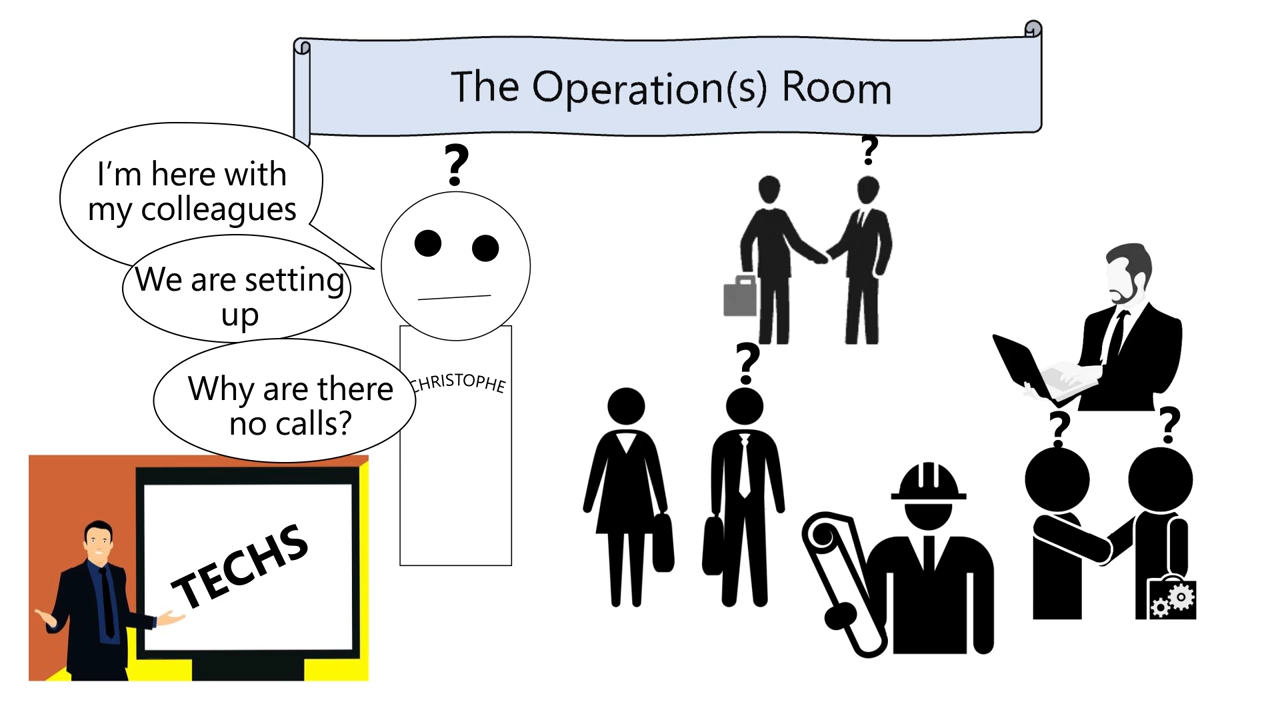 The Operation(s) Room
?
?
I'm here with
my colleagues
We are setting
up
?
Why are there
no calls?
CHRISTOPHE
?
?
TECHS